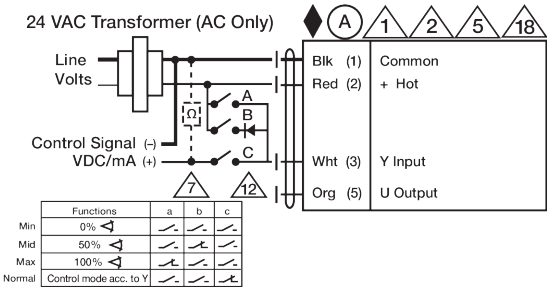 24 VAC Transformer (AC Only)
A 1 2 5 18
Line
Volts
Blk (1) Common
Red (2) + Hot
A
B
Ω
C
Control Signal (–)
VDC/mA (+)
Wht (3) Y Input
7
12
Org (5) U Output
Functions a b c
Min 0%
Mid 50%
Max 100%
Normal Control mode acc. to Y